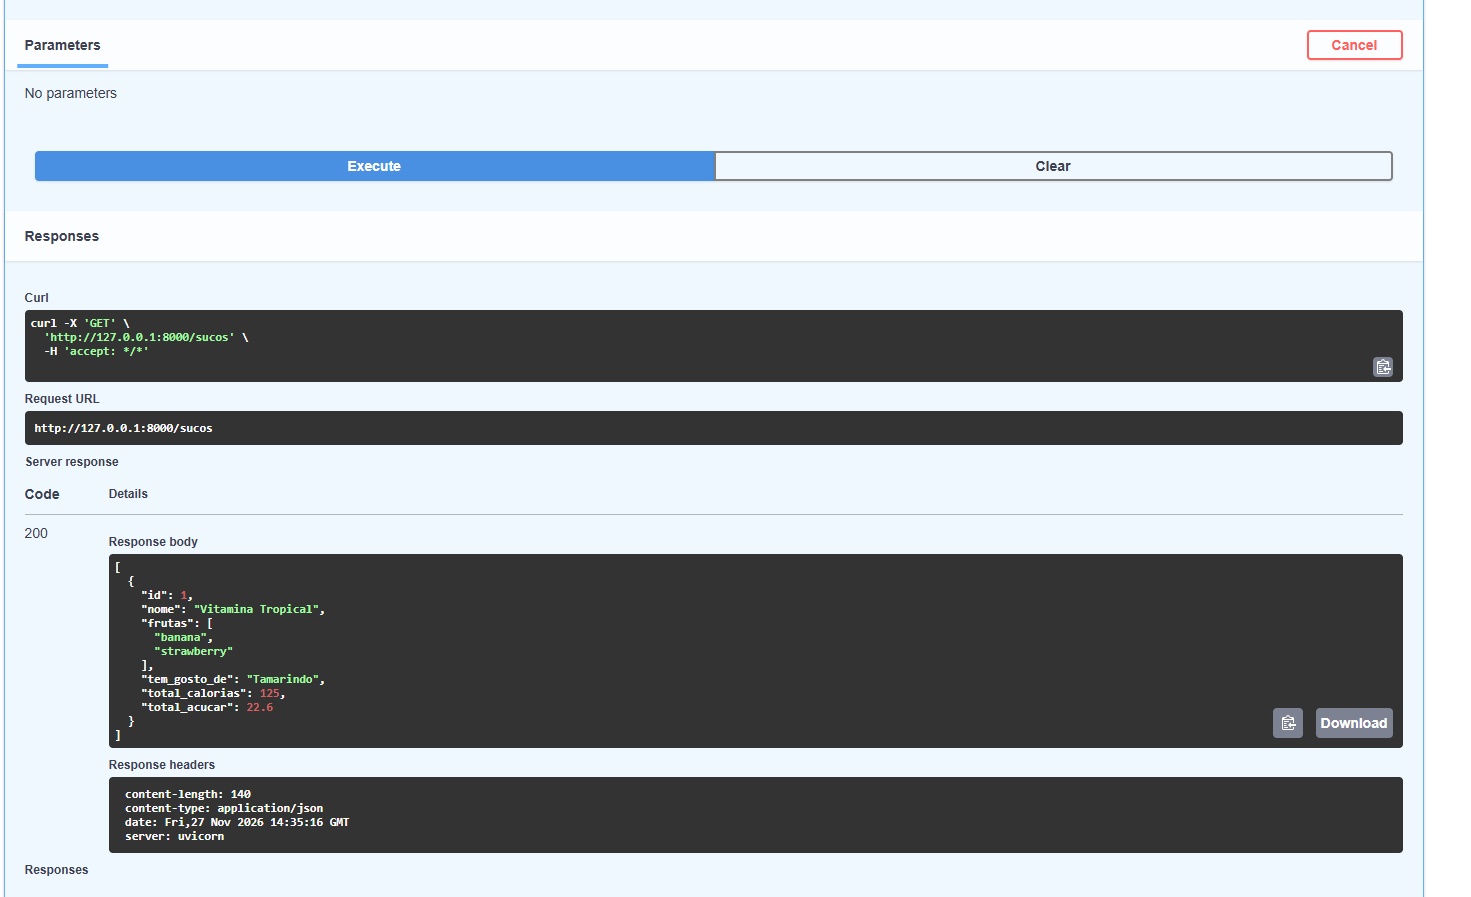 Parameters
Cancel
No parameters
Execute
Clear
Responses
Curl
curl -X 'GET' \
  'http://127.0.0.1:8000/sucos' \
  -H 'accept: */*'
Request URL
http://127.0.0.1:8000/sucos
Server response
Code Details
200
Response body
[
  {
    "id": 1,
    "nome": "Vitamina Tropical",
    "frutas": [
      "banana",
      "strawberry"
    ],
    "tem_gosto_de": "Tamarindo",
    "total_calorias": 125,
    "total_acucar": 22.6
  }
]
Download
Response headers
content-length: 140
content-type: application/json
date: Fri,27 Nov 2026 14:35:16 GMT
server: uvicorn
Responses